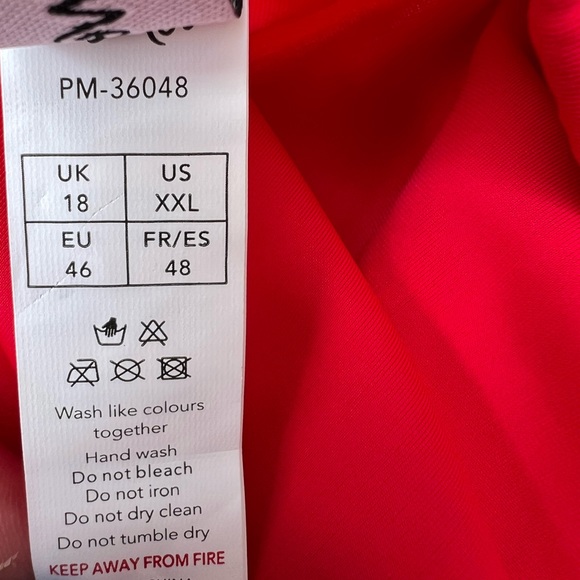 PM-36048
UK US
18 XXL
EU FR/ES
46 48
Wash like colours
together
Hand wash
Do not bleach
Do not iron
Do not dry clean
Do not tumble dry
KEEP AWAY FROM FIRE